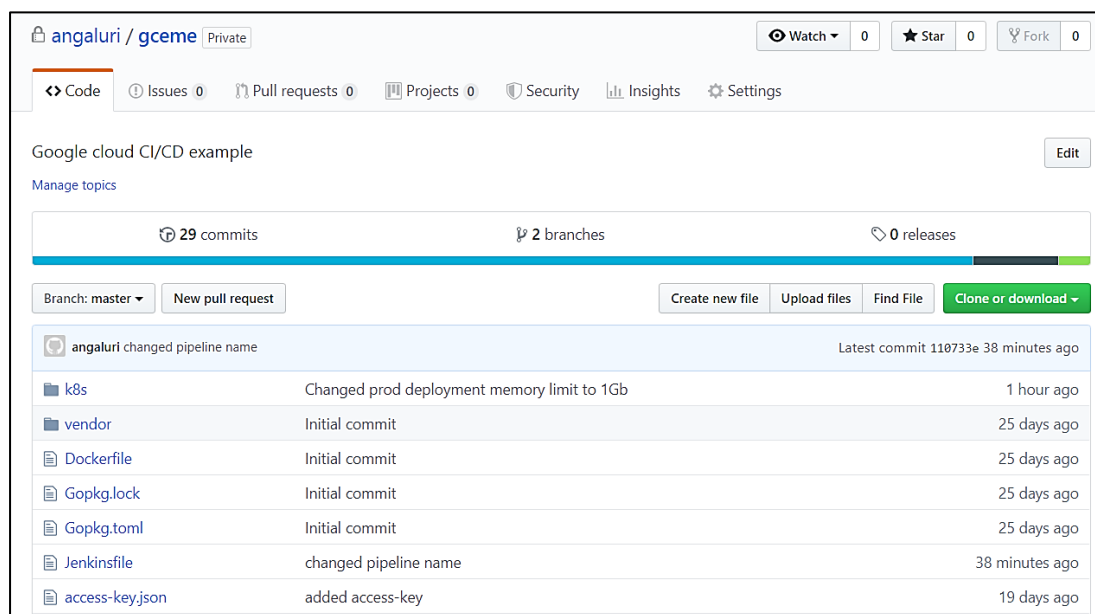 angaluri / gceme Private Watch 0 Star 0 Fork 0
Code Issues 0 Pull requests 0 Projects 0 Security Insights Settings
Google cloud CI/CD example Edit
Manage topics
29 commits 2 branches 0 releases
Branch: master New pull request Create new file Upload files Find File Clone or download
angaluri changed pipeline name Latest commit 110733e 38 minutes ago
k8s Changed prod deployment memory limit to 1Gb 1 hour ago
vendor Initial commit 25 days ago
Dockerfile Initial commit 25 days ago
Gopkg.lock Initial commit 25 days ago
Gopkg.toml Initial commit 25 days ago
Jenkinsfile changed pipeline name 38 minutes ago
access-key.json added access-key 19 days ago